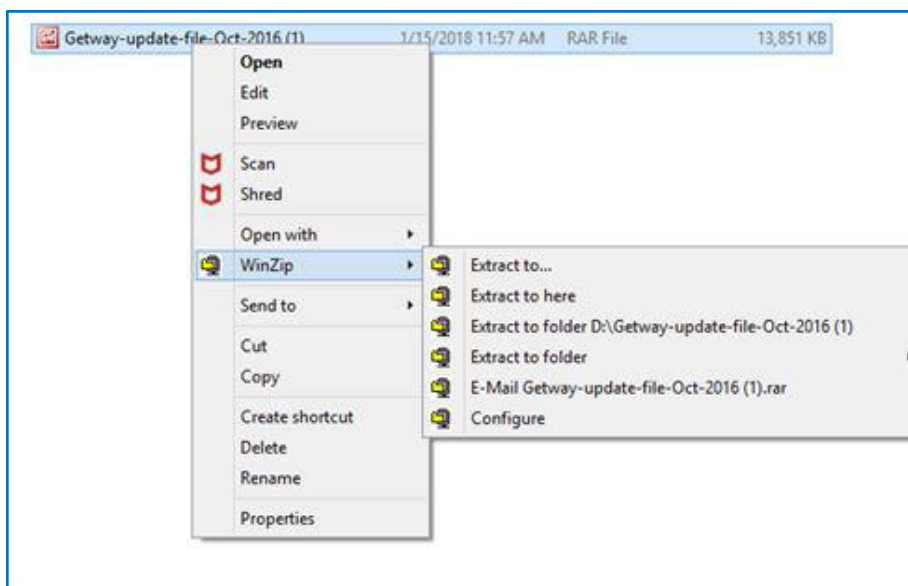 Getway-update-file-Oct-2016 (1) 1/15/2018 11:57 AM RAR File 13,851 KB
Open
Edit
Preview
Scan
Shred
Open with
WinZip
Send to
Cut
Copy
Create shortcut
Delete
Rename
Properties
Extract to...
Extract to here
Extract to folder D:\Getway-update-file-Oct-2016 (1)
Extract to folder
E-Mail Getway-update-file-Oct-2016 (1).rar
Configure